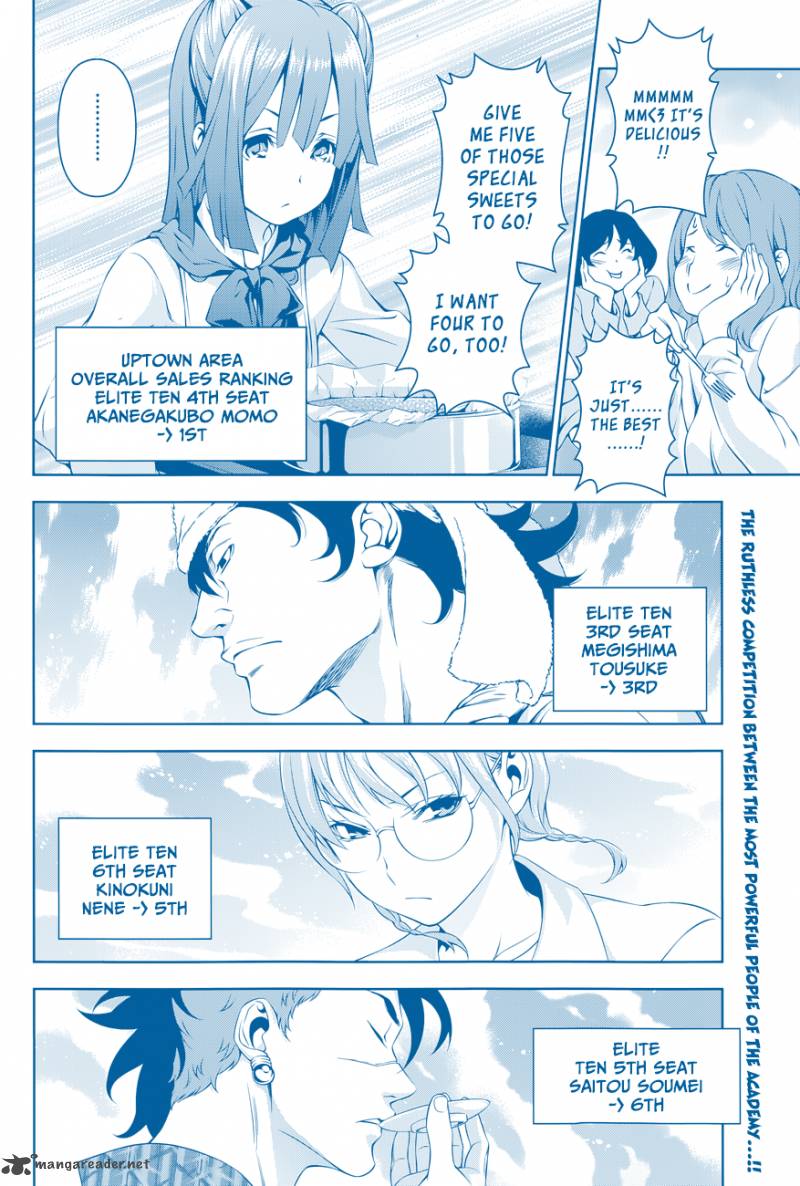 MMMMM
MM<3 IT'S
DELICIOUS
!!
IT'S
JUST......
THE BEST
......!
GIVE
ME FIVE
OF THOSE
SPECIAL
SWEETS
TO GO!
I WANT
FOUR TO
GO, TOO!
.........
UPTOWN AREA
OVERALL SALES RANKING
ELITE TEN 4TH SEAT
AKANEGAKUBO MOMO
-> 1ST
THE RUTHLESS COMPETITION BETWEEN THE MOST POWERFUL PEOPLE OF THE ACADEMY...!!
ELITE TEN
3RD SEAT
MEGISHIMA
TOUSUKE
-> 3RD
ELITE TEN
6TH SEAT
KINOKUNI
NENE -> 5TH
ELITE
TEN 5TH SEAT
SAITOU SOUMEI
-> 6TH
mangareader.net